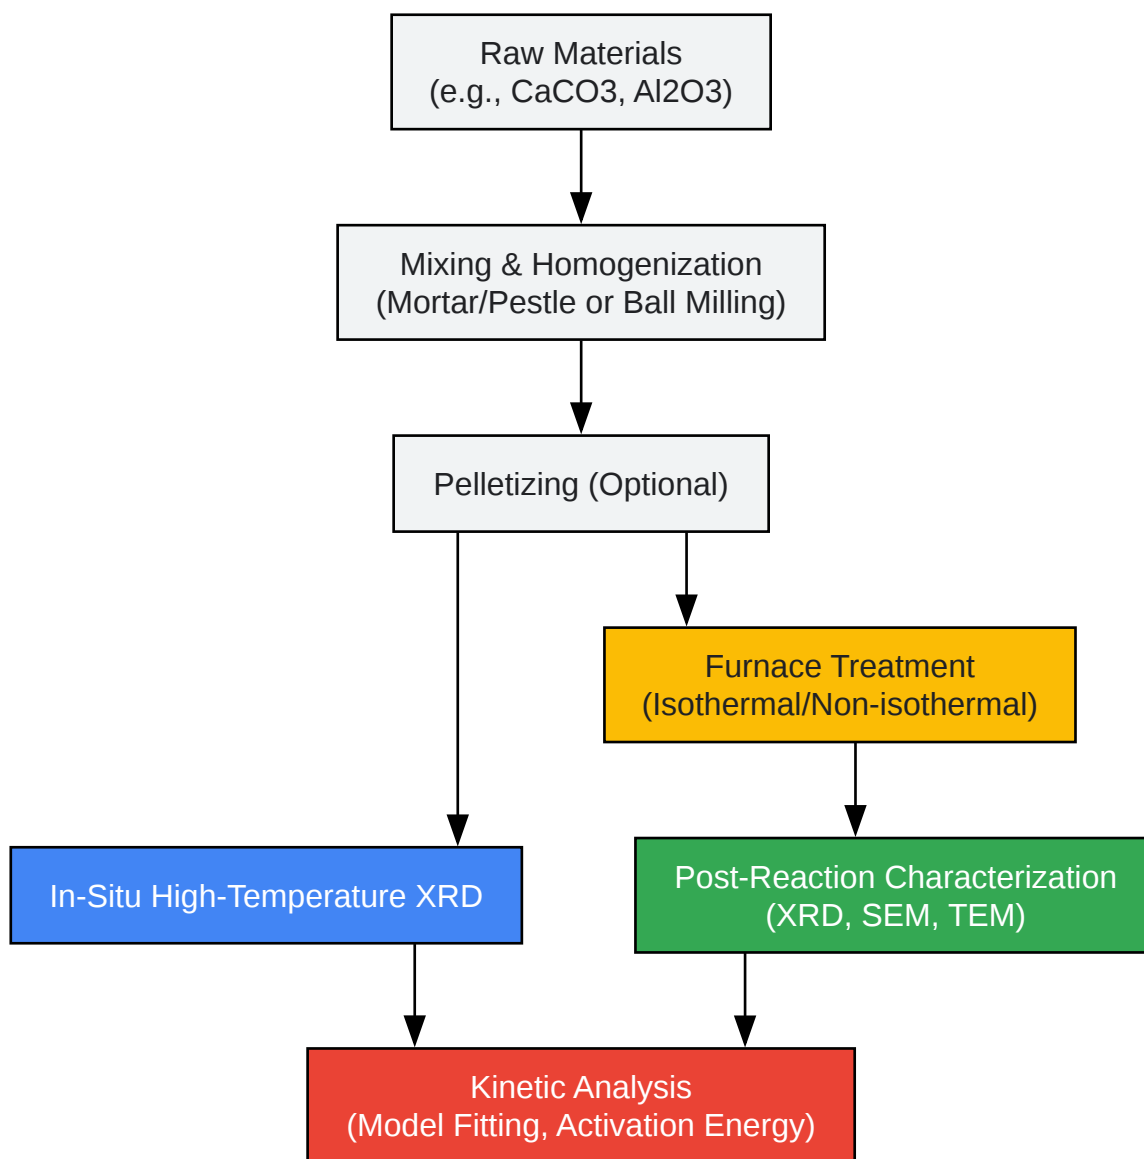 Raw Materials
(e.g., CaCO3, Al2O3)
Mixing & Homogenization
(Mortar/Pestle or Ball Milling)
Pelletizing (Optional)
Furnace Treatment
(Isothermal/Non-isothermal)
In-Situ High-Temperature XRD
Post-Reaction Characterization
(XRD, SEM, TEM)
Kinetic Analysis
(Model Fitting, Activation Energy)